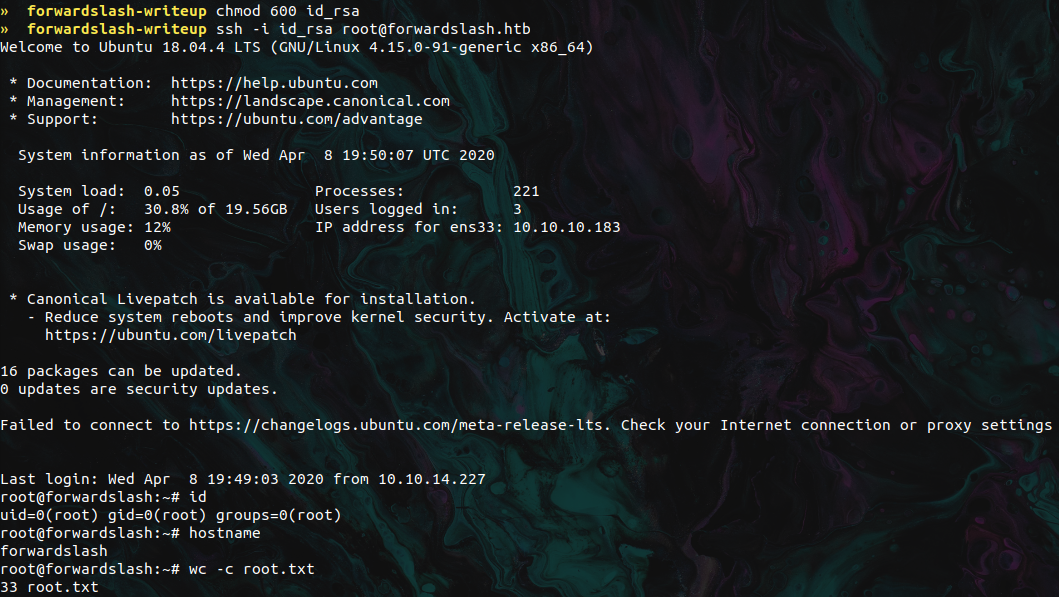 »  forwardslash-writeup chmod 600 id_rsa
»  forwardslash-writeup ssh -i id_rsa root@forwardslash.htb
Welcome to Ubuntu 18.04.4 LTS (GNU/Linux 4.15.0-91-generic x86_64)

 * Documentation:  https://help.ubuntu.com
 * Management:     https://landscape.canonical.com
 * Support:        https://ubuntu.com/advantage

  System information as of Wed Apr  8 19:50:07 UTC 2020

  System load:  0.05               Processes:            221
  Usage of /:   30.8% of 19.56GB   Users logged in:      3
  Memory usage: 12%                IP address for ens33: 10.10.10.183
  Swap usage:   0%


 * Canonical Livepatch is available for installation.
   - Reduce system reboots and improve kernel security. Activate at:
     https://ubuntu.com/livepatch

16 packages can be updated.
0 updates are security updates.

Failed to connect to https://changelogs.ubuntu.com/meta-release-lts. Check your Internet connection or proxy settings


Last login: Wed Apr  8 19:49:03 2020 from 10.10.14.227
root@forwardslash:~# id
uid=0(root) gid=0(root) groups=0(root)
root@forwardslash:~# hostname
forwardslash
root@forwardslash:~# wc -c root.txt
33 root.txt